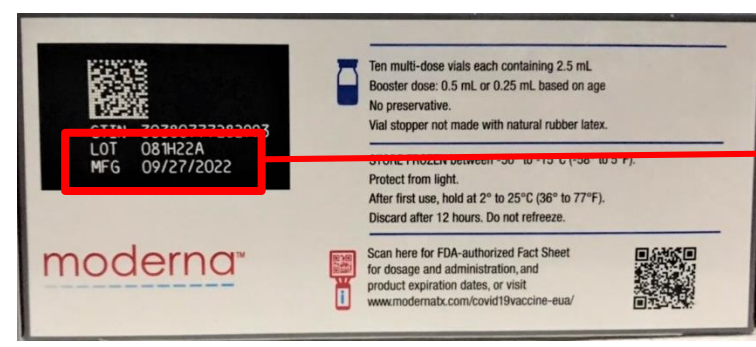 LOT 081H22A
MFG 09/27/2022
moderna™
Ten multi-dose vials each containing 2.5 mL
Booster dose: 0.5 mL or 0.25 mL based on age
No preservative.
Vial stopper not made with natural rubber latex.
Protect from light.
After first use, hold at 2° to 25°C (36° to 77°F).
Discard after 12 hours. Do not refreeze.
Scan here for FDA-authorized Fact Sheet
for dosage and administration, and
product expiration dates, or visit
www.modernatx.com/covid19vaccine-eua/